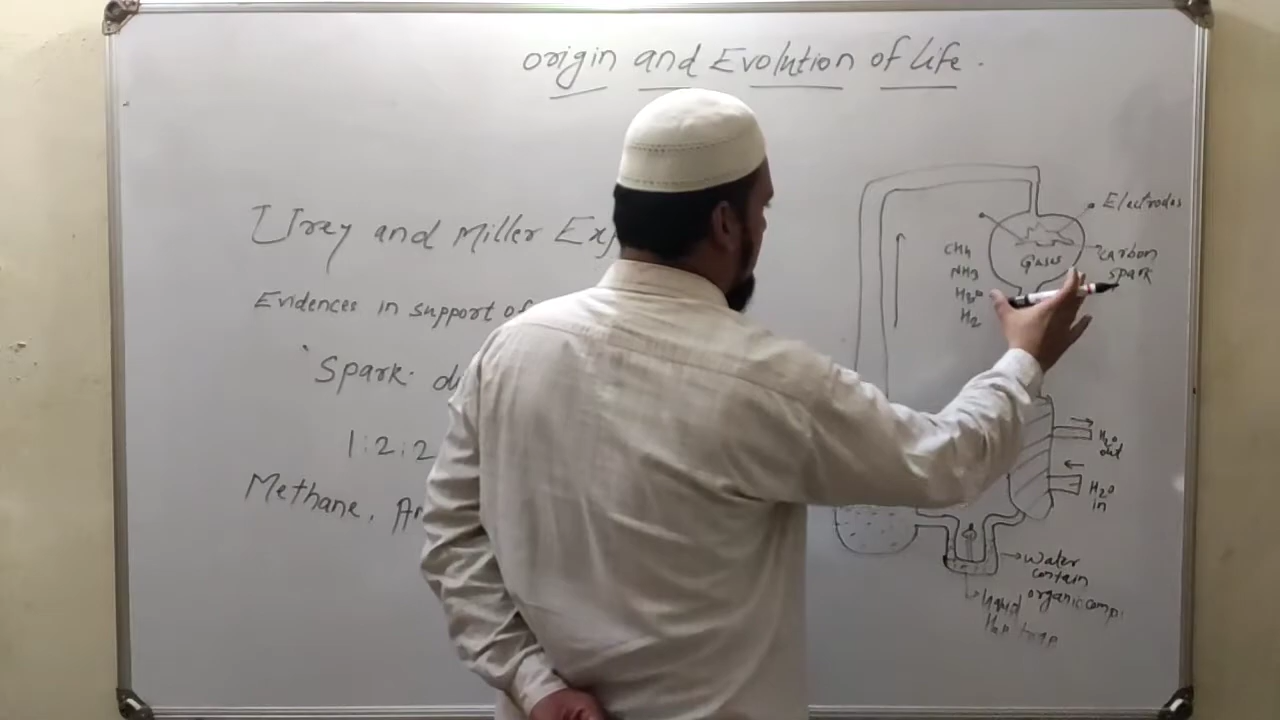 origin and Evolution of life.
Urey and Miller Exp
Evidences in support of
Spark du
1:2:2
Methane, Am
Electrodes
CH4
NH3
H2O
H2
Gases
carbon
spark
H2O
out
H2O
in
water
contain
organic comp
liquid
H2O trap